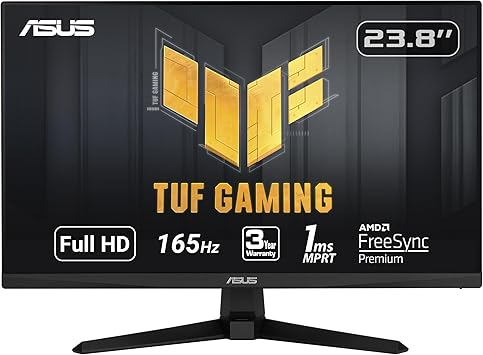 ASUS
23.8″
TUF GAMING
TUF GAMING
Full HD
165Hz
3 Year Warranty
1ms MPRT
AMD FreeSync Premium
ASUS